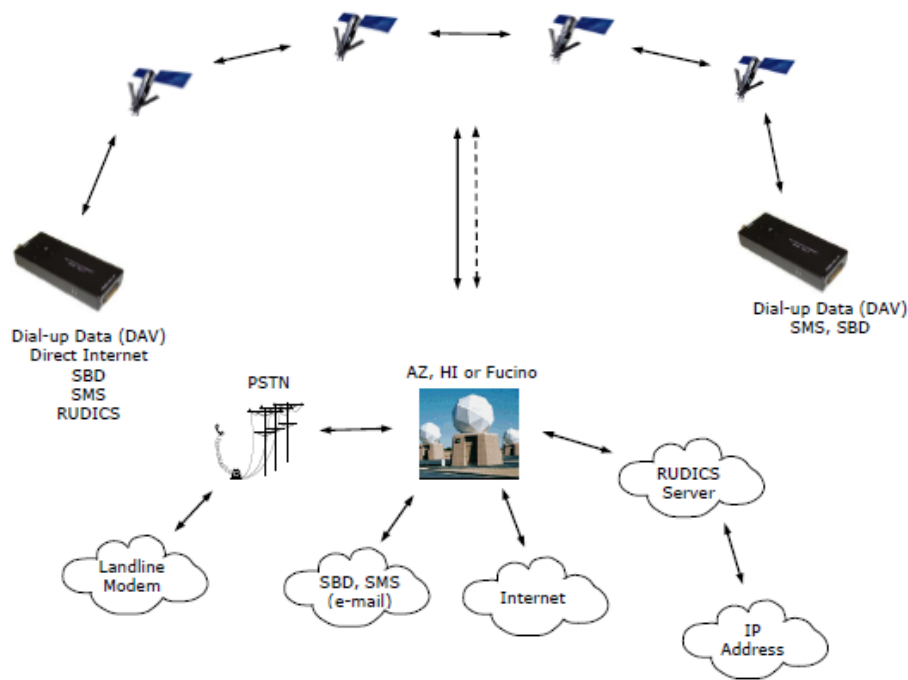 Dial-up Data (DAV)
Direct Internet
SBD
SMS
RUDICS
Dial-up Data (DAV)
SMS, SBD
PSTN
AZ, HI or Fucino
RUDICS
Server
Landline
Modem
SBD, SMS
(e-mail)
Internet
IP
Address